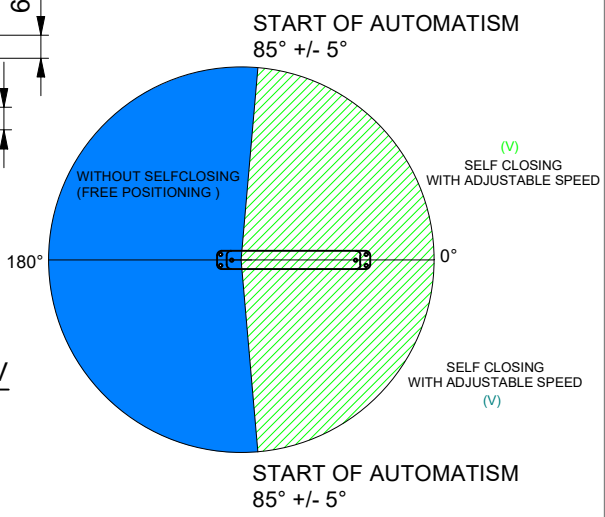 6
START OF AUTOMATISM
85° +/- 5°
(V)
SELF CLOSING
WITH ADJUSTABLE SPEED
WITHOUT SELFCLOSING
(FREE POSITIONING )
180°
0°
SELF CLOSING
WITH ADJUSTABLE SPEED
(V)
START OF AUTOMATISM
85° +/- 5°